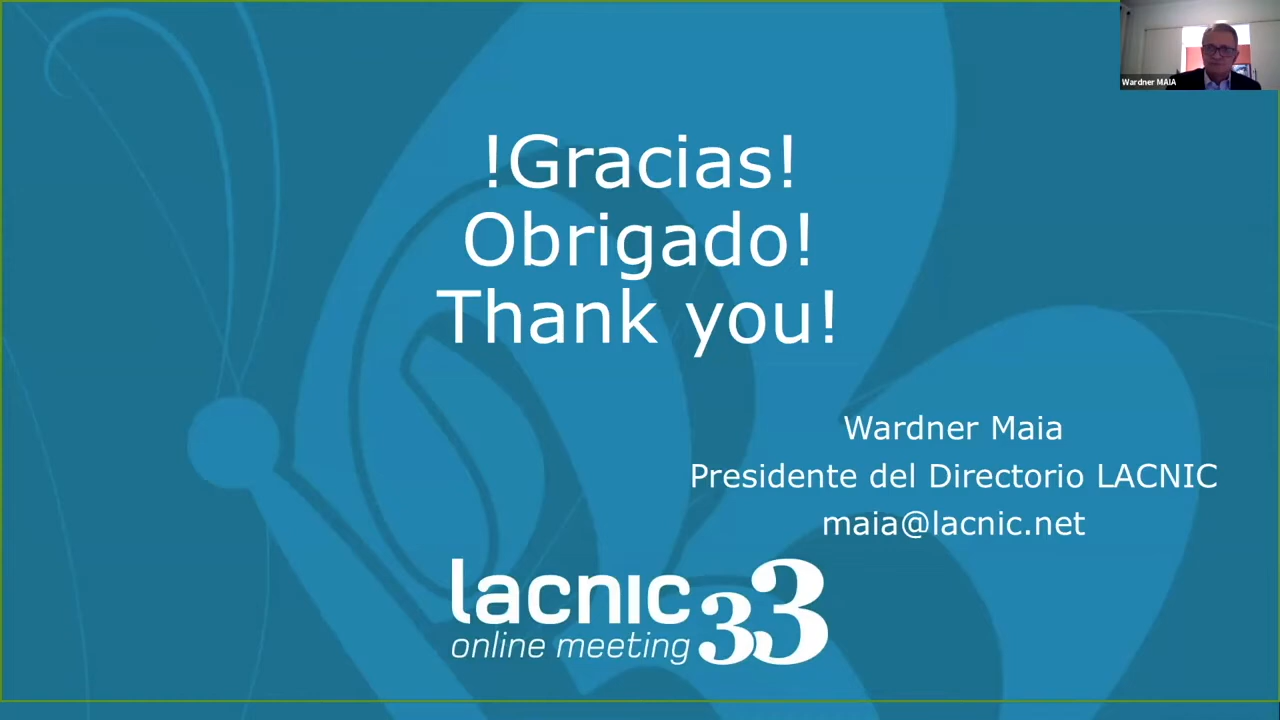 Wardner MAIA
!Gracias!
Obrigado!
Thank you!
Wardner Maia
Presidente del Directorio LACNIC
maia@lacnic.net
lacnic 33
online meeting